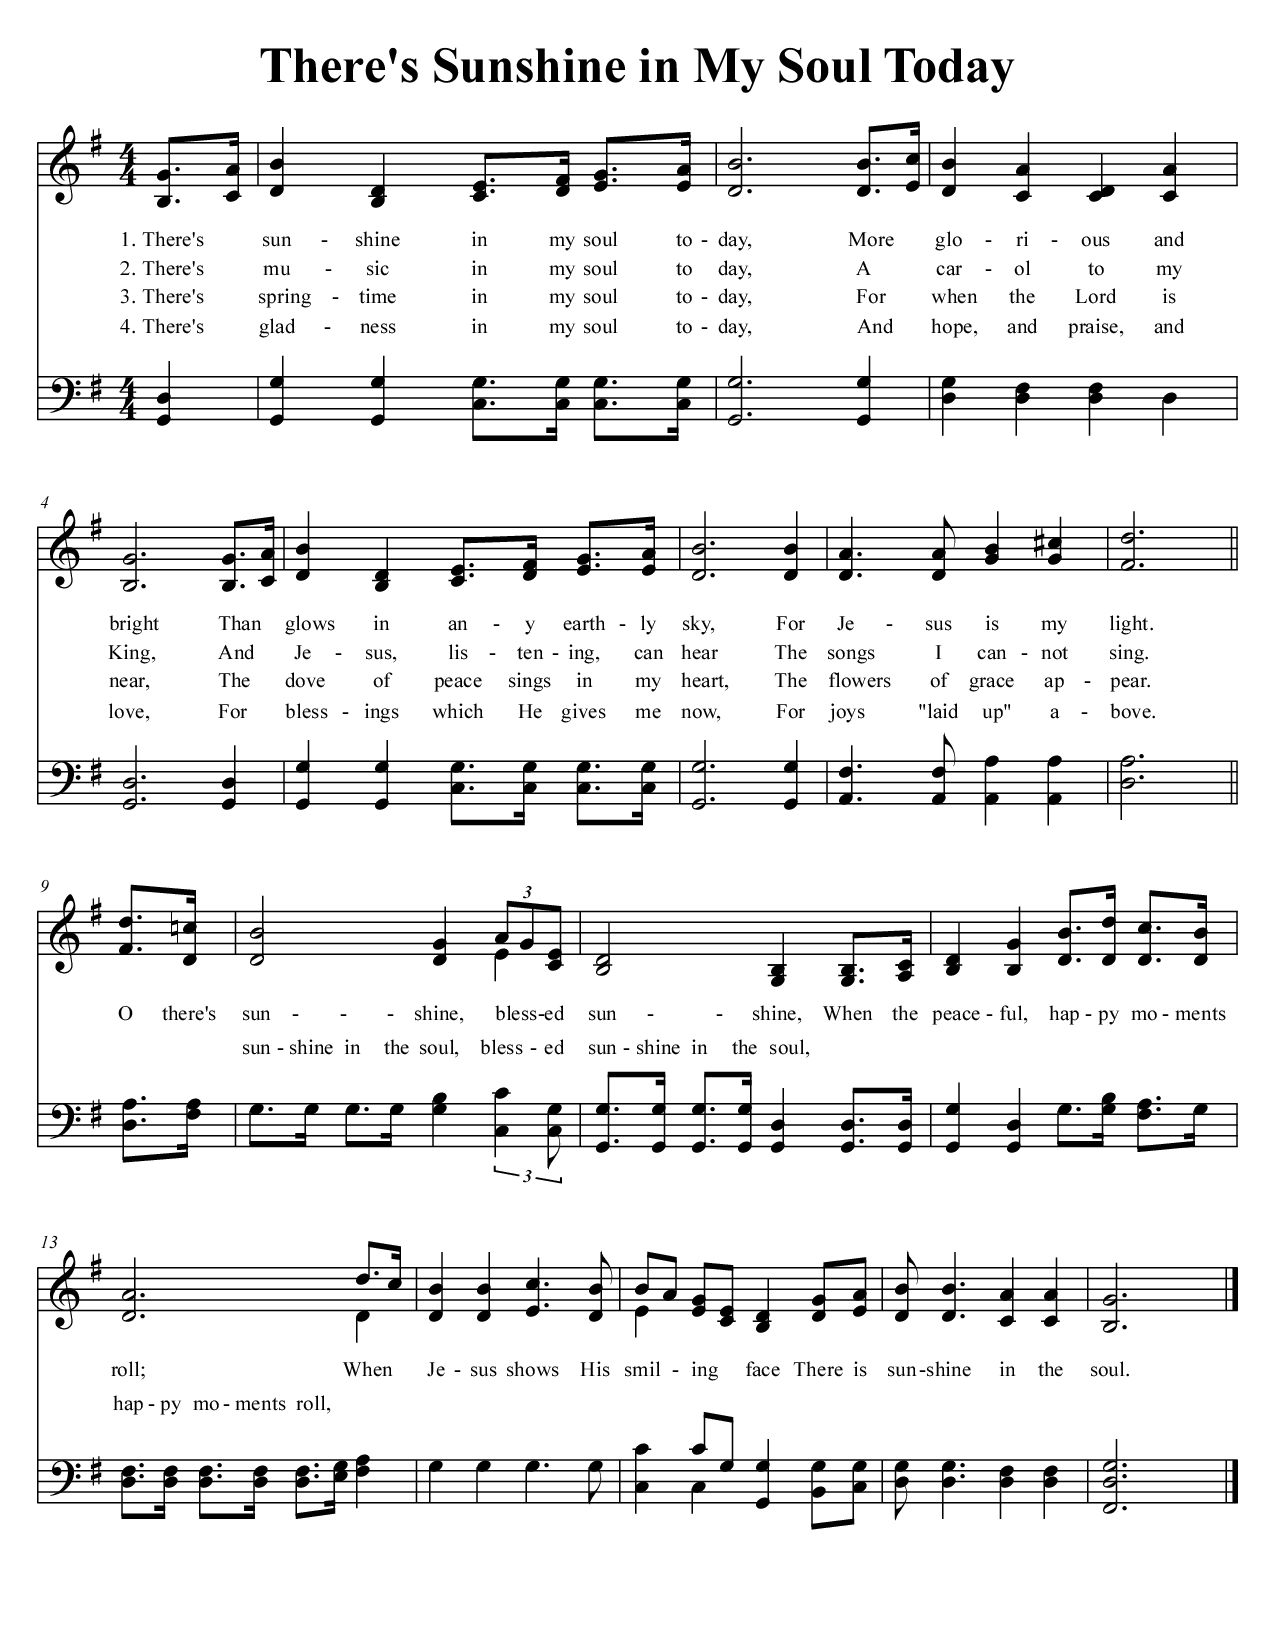 There's Sunshine in My Soul Today
1. There's sun - shine in my soul to - day, More glo - ri - ous and
2. There's mu - sic in my soul to day, A car - ol to my
3. There's spring - time in my soul to - day, For when the Lord is
4. There's glad - ness in my soul to - day, And hope, and praise, and
4
bright Than glows in an - y earth - ly sky, For Je - sus is my light.
King, And Je - sus, lis - ten - ing, can hear The songs I can - not sing.
near, The dove of peace sings in my heart, The flowers of grace ap - pear.
love, For bless - ings which He gives me now, For joys "laid up" a - bove.
9
3
O there's sun - - - shine, bless-ed sun - - shine, When the peace - ful, hap - py mo - ments
sun - shine in the soul, bless - ed sun - shine in the soul,
3
13
roll; When Je - sus shows His smil - ing face There is sun - shine in the soul.
hap - py mo - ments roll,